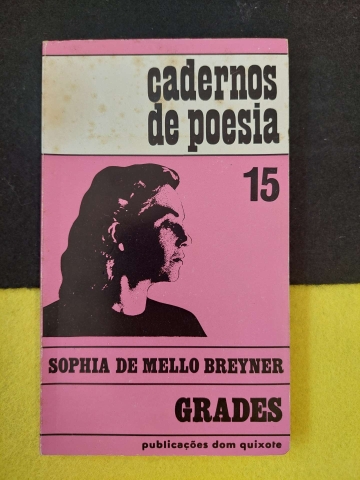 cadernos
de poesia
15
SOPHIA DE MELLO BREYNER
GRADES
publicações dom quixote